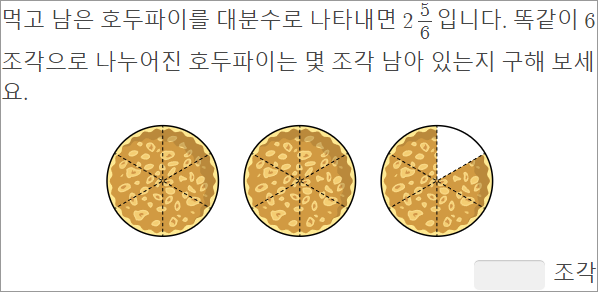 먹고 남은 호두파이를 대분수로 나타내면 2 5/6 입니다. 똑같이 6
조각으로 나누어진 호두파이는 몇 조각 남아 있는지 구해 보세
요.
조각